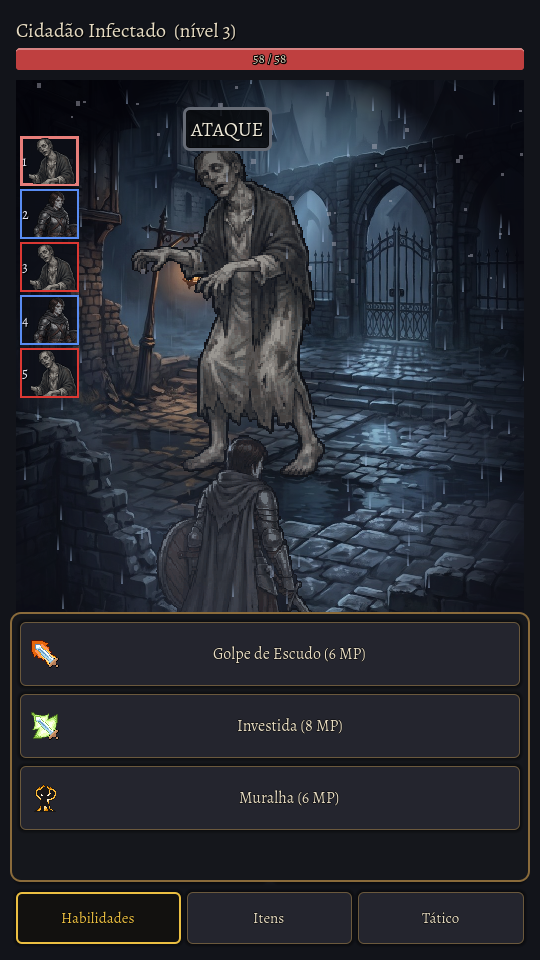 Cidadão Infectado (nível 3)
58 / 58
ATAQUE
1
2
3
4
5
Golpe de Escudo (6 MP)
Investida (8 MP)
Muralha (6 MP)
Habilidades
Itens
Tático